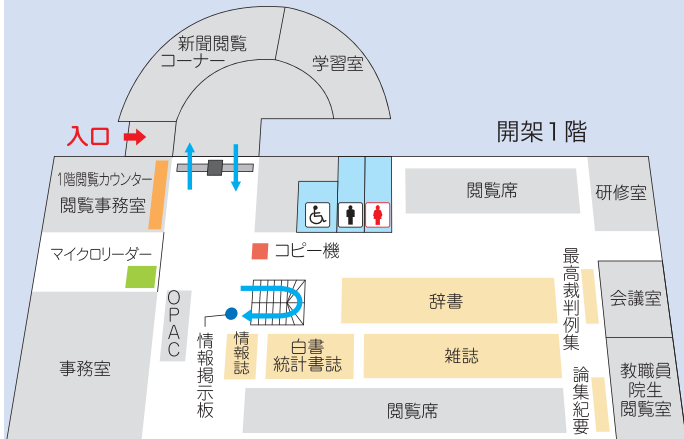 新聞閲覧
コーナー
学習室
入口
開架1階
1階閲覧カウンター
閲覧事務室
閲覧席
研修室
マイクロリーダー
コピー機
最高裁判例集
OPAC
辞書
会議室
情報掲示板
情報誌
白書
統計書誌
雑誌
事務室
論集紀要
教職員
院生
閲覧室
閲覧席